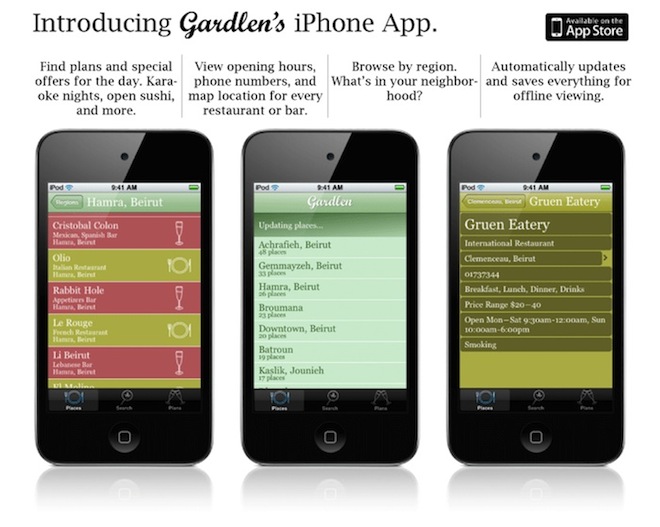 Introducing Gardlen's iPhone App.
Available on the
App Store
Find plans and special
offers for the day. Kara-
oke nights, open sushi,
and more.
View opening hours,
phone numbers, and
map location for every
restaurant or bar.
Browse by region.
What's in your neighbor-
hood?
Automatically updates
and saves everything for
offline viewing.
iPod 9:41 AM
Regions Hamra, Beirut
Cristobal Colon
Mexican, Spanish Bar
Hamra, Beirut
Olio
Italian Restaurant
Hamra, Beirut
Rabbit Hole
Appetizers Bar
Hamra, Beirut
Le Rouge
French Restaurant
Hamra, Beirut
Li Beirut
Lebanese Bar
Hamra, Beirut
El Molino
Places Search Plans
iPod 9:41 AM
Gardlen
Updating places...
Achrafieh, Beirut
48 places
Gemmayzeh, Beirut
33 places
Hamra, Beirut
26 places
Broumana
23 places
Downtown, Beirut
20 places
Batroun
19 places
Kaslik, Jounieh
17 places
Places Search Plans
iPod 9:41 AM
Clemenceau, Beirut Gruen Eatery
Gruen Eatery
International Restaurant
Clemenceau, Beirut
01737344
Breakfast, Lunch, Dinner, Drinks
Price Range $20—40
Open Mon—Sat 9:30am-12:00am, Sun
10:00am-6:00pm
Smoking
Places Search Plans